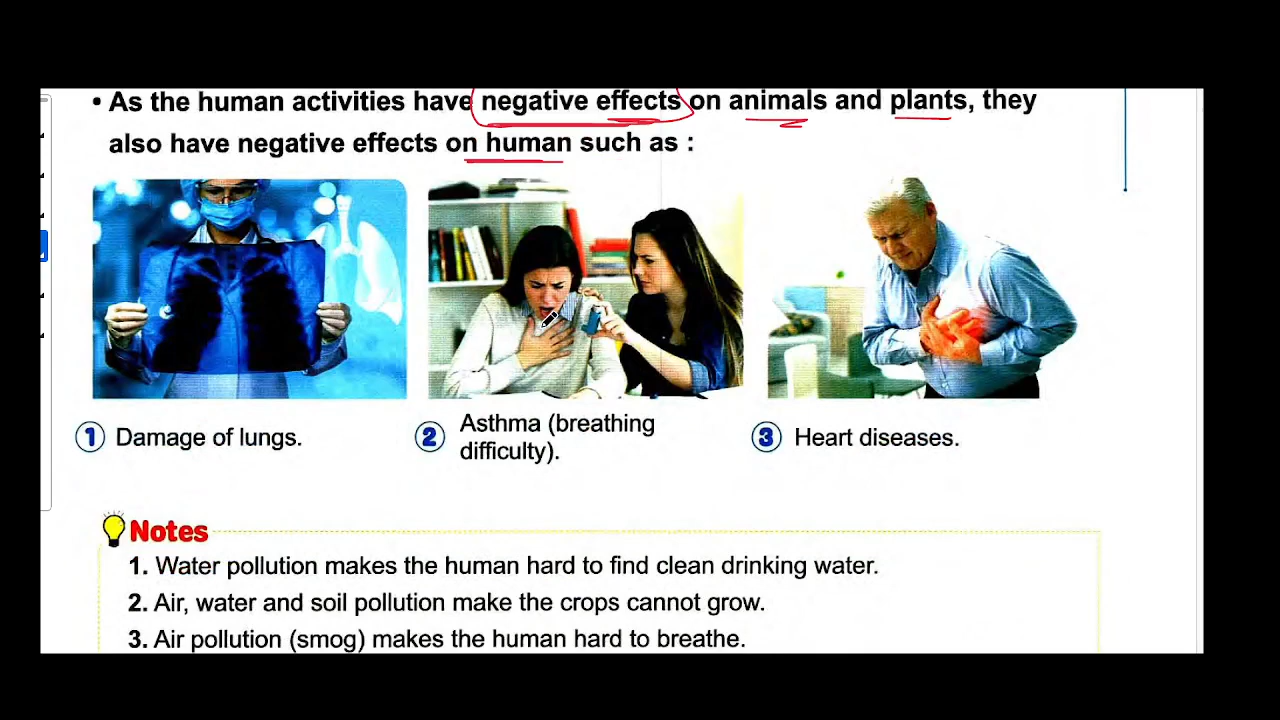 • As the human activities have negative effects on animals and plants, they
also have negative effects on human such as :
1 Damage of lungs.
2 Asthma (breathing
difficulty).
3 Heart diseases.
Notes
1. Water pollution makes the human hard to find clean drinking water.
2. Air, water and soil pollution make the crops cannot grow.
3. Air pollution (smog) makes the human hard to breathe.